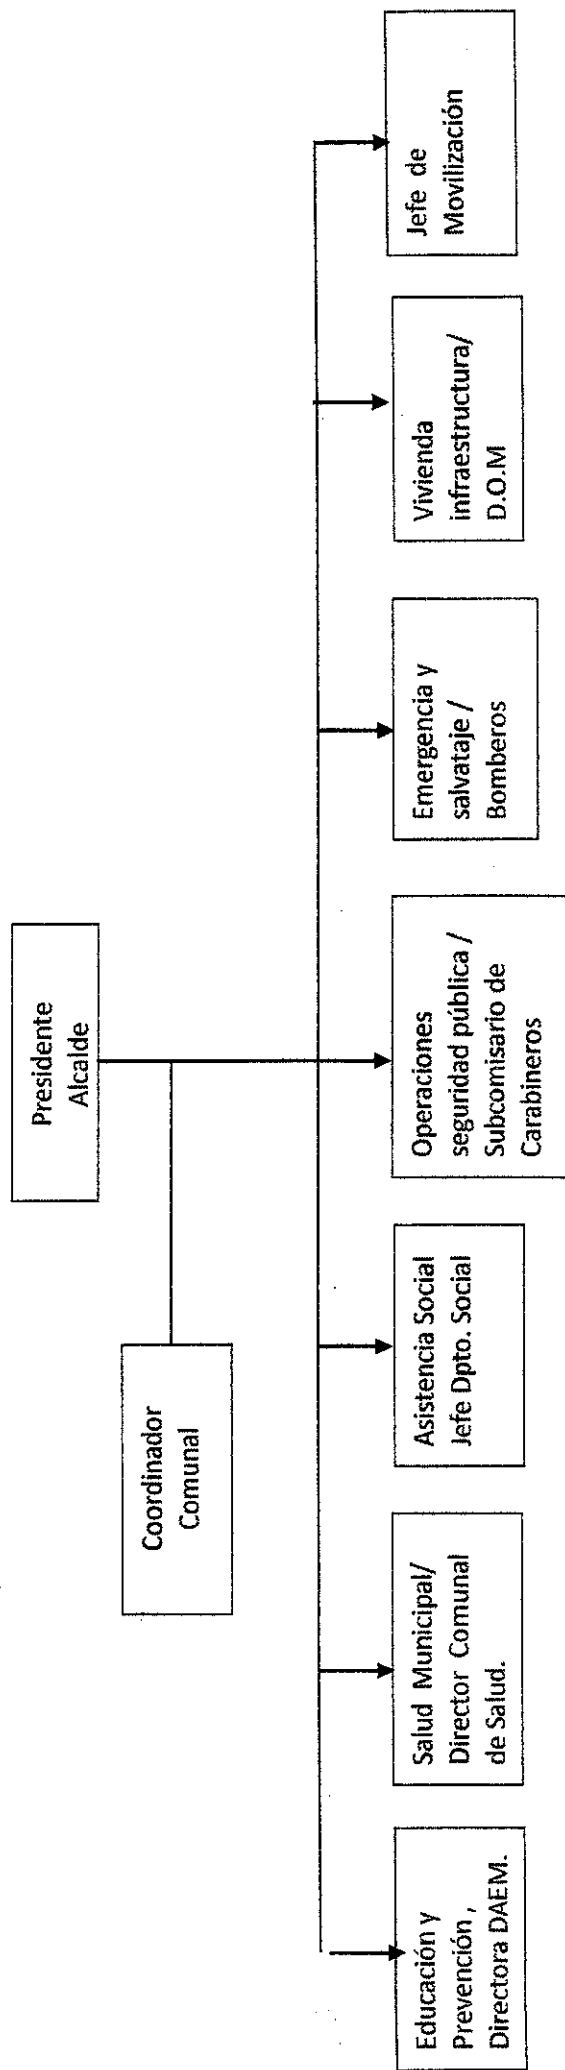 Presidente
Alcalde
Coordinador
Comunal
Educación y
Prevención,
Directora DAEM.
Salud Municipal/
Director Comunal
de Salud.
Asistencia Social
Jefe Dpto. Social
Operaciones
seguridad pública /
Subcomisario de
Carabineros
Emergencia y
salvataje /
Bomberos
Vivienda
infraestructura/
D.O.M
Jefe de
Movilización